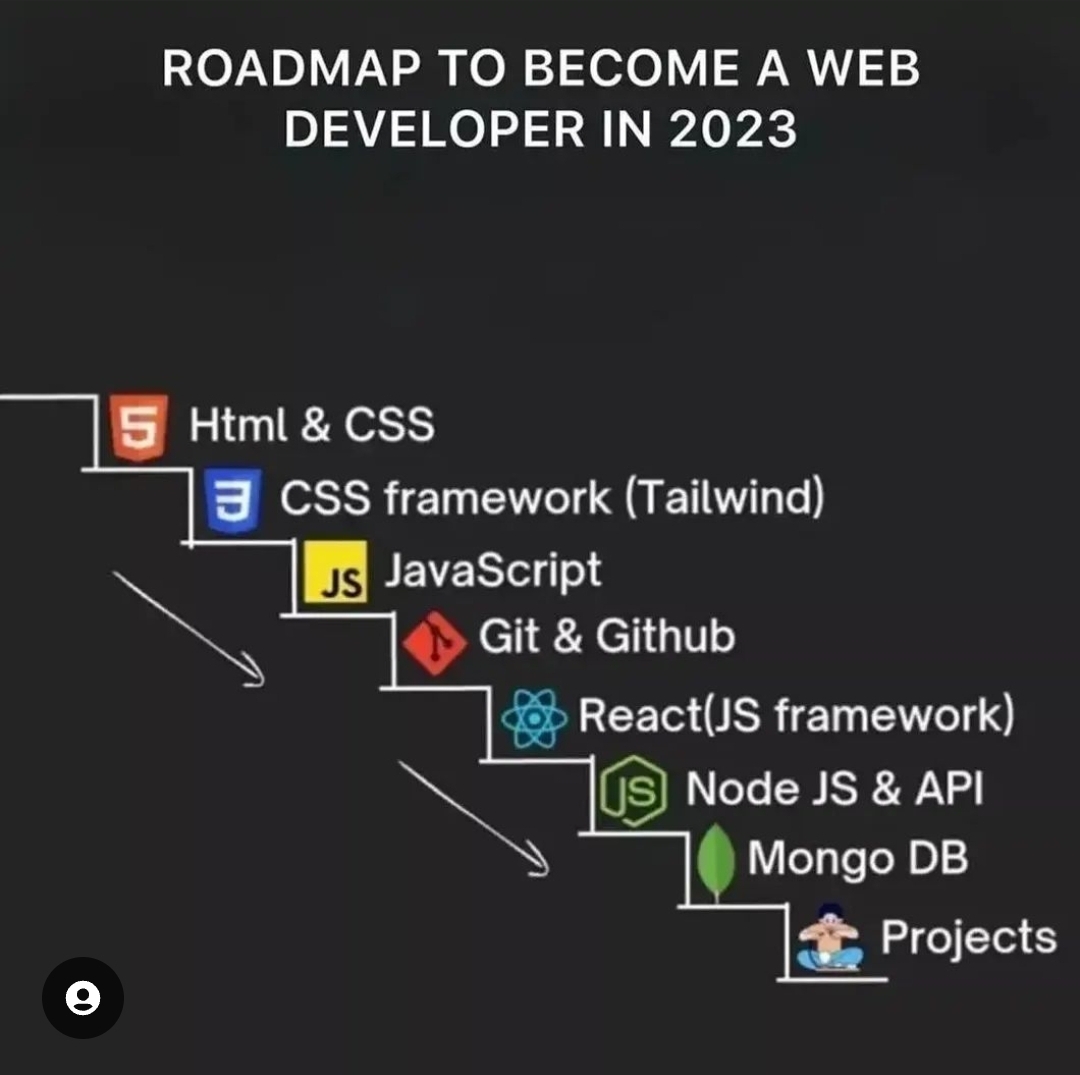 ROADMAP TO BECOME A WEB
DEVELOPER IN 2023
5 Html & CSS
3 CSS framework (Tailwind)
JS JavaScript
Git & Github
React(JS framework)
JS Node JS & API
Mongo DB
Projects